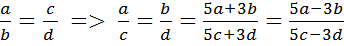 a/b = c/d => a/c = b/d = (5a+3b)/(5c+3d) = (5a−3b)/(5c−3d)